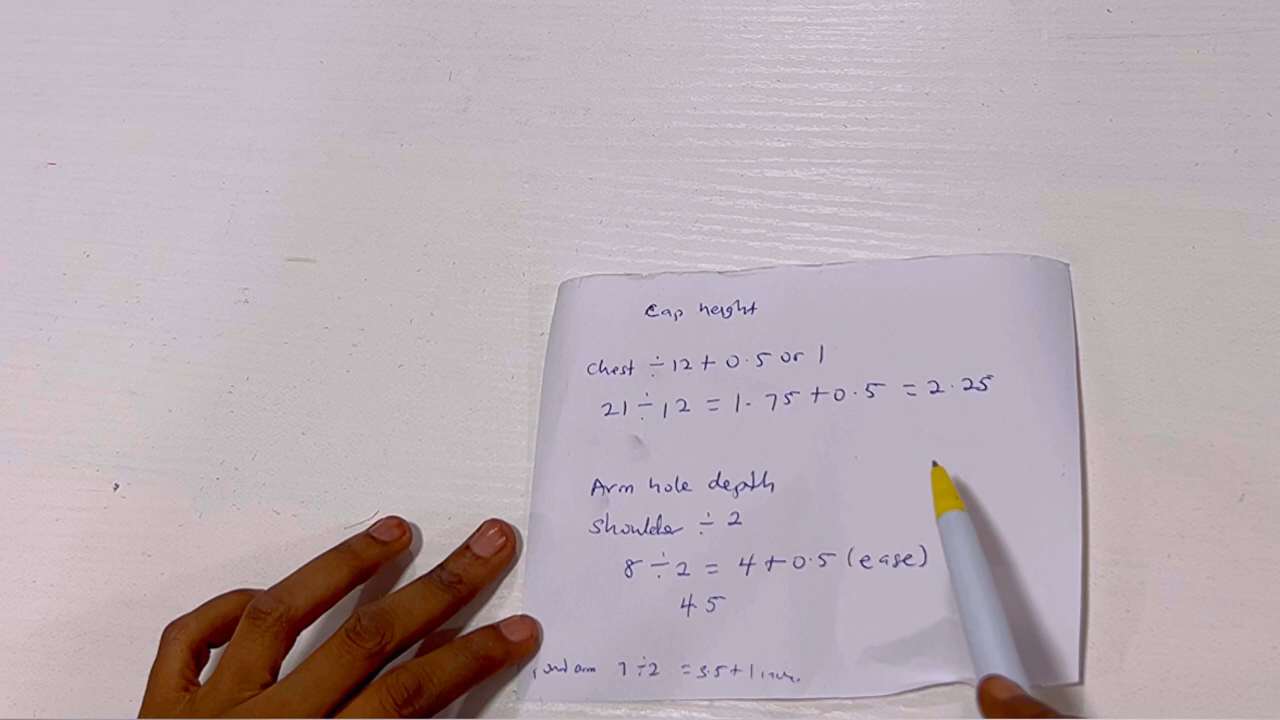 Cap height
Chest ÷ 12 + 0.5 or 1
21 ÷ 12 = 1.75 + 0.5 = 2.25
Arm hole depth
Shoulder ÷ 2
8 ÷ 2 = 4 + 0.5 (ease)
4.5
arm 7 ÷ 2 = 3.5 + 1